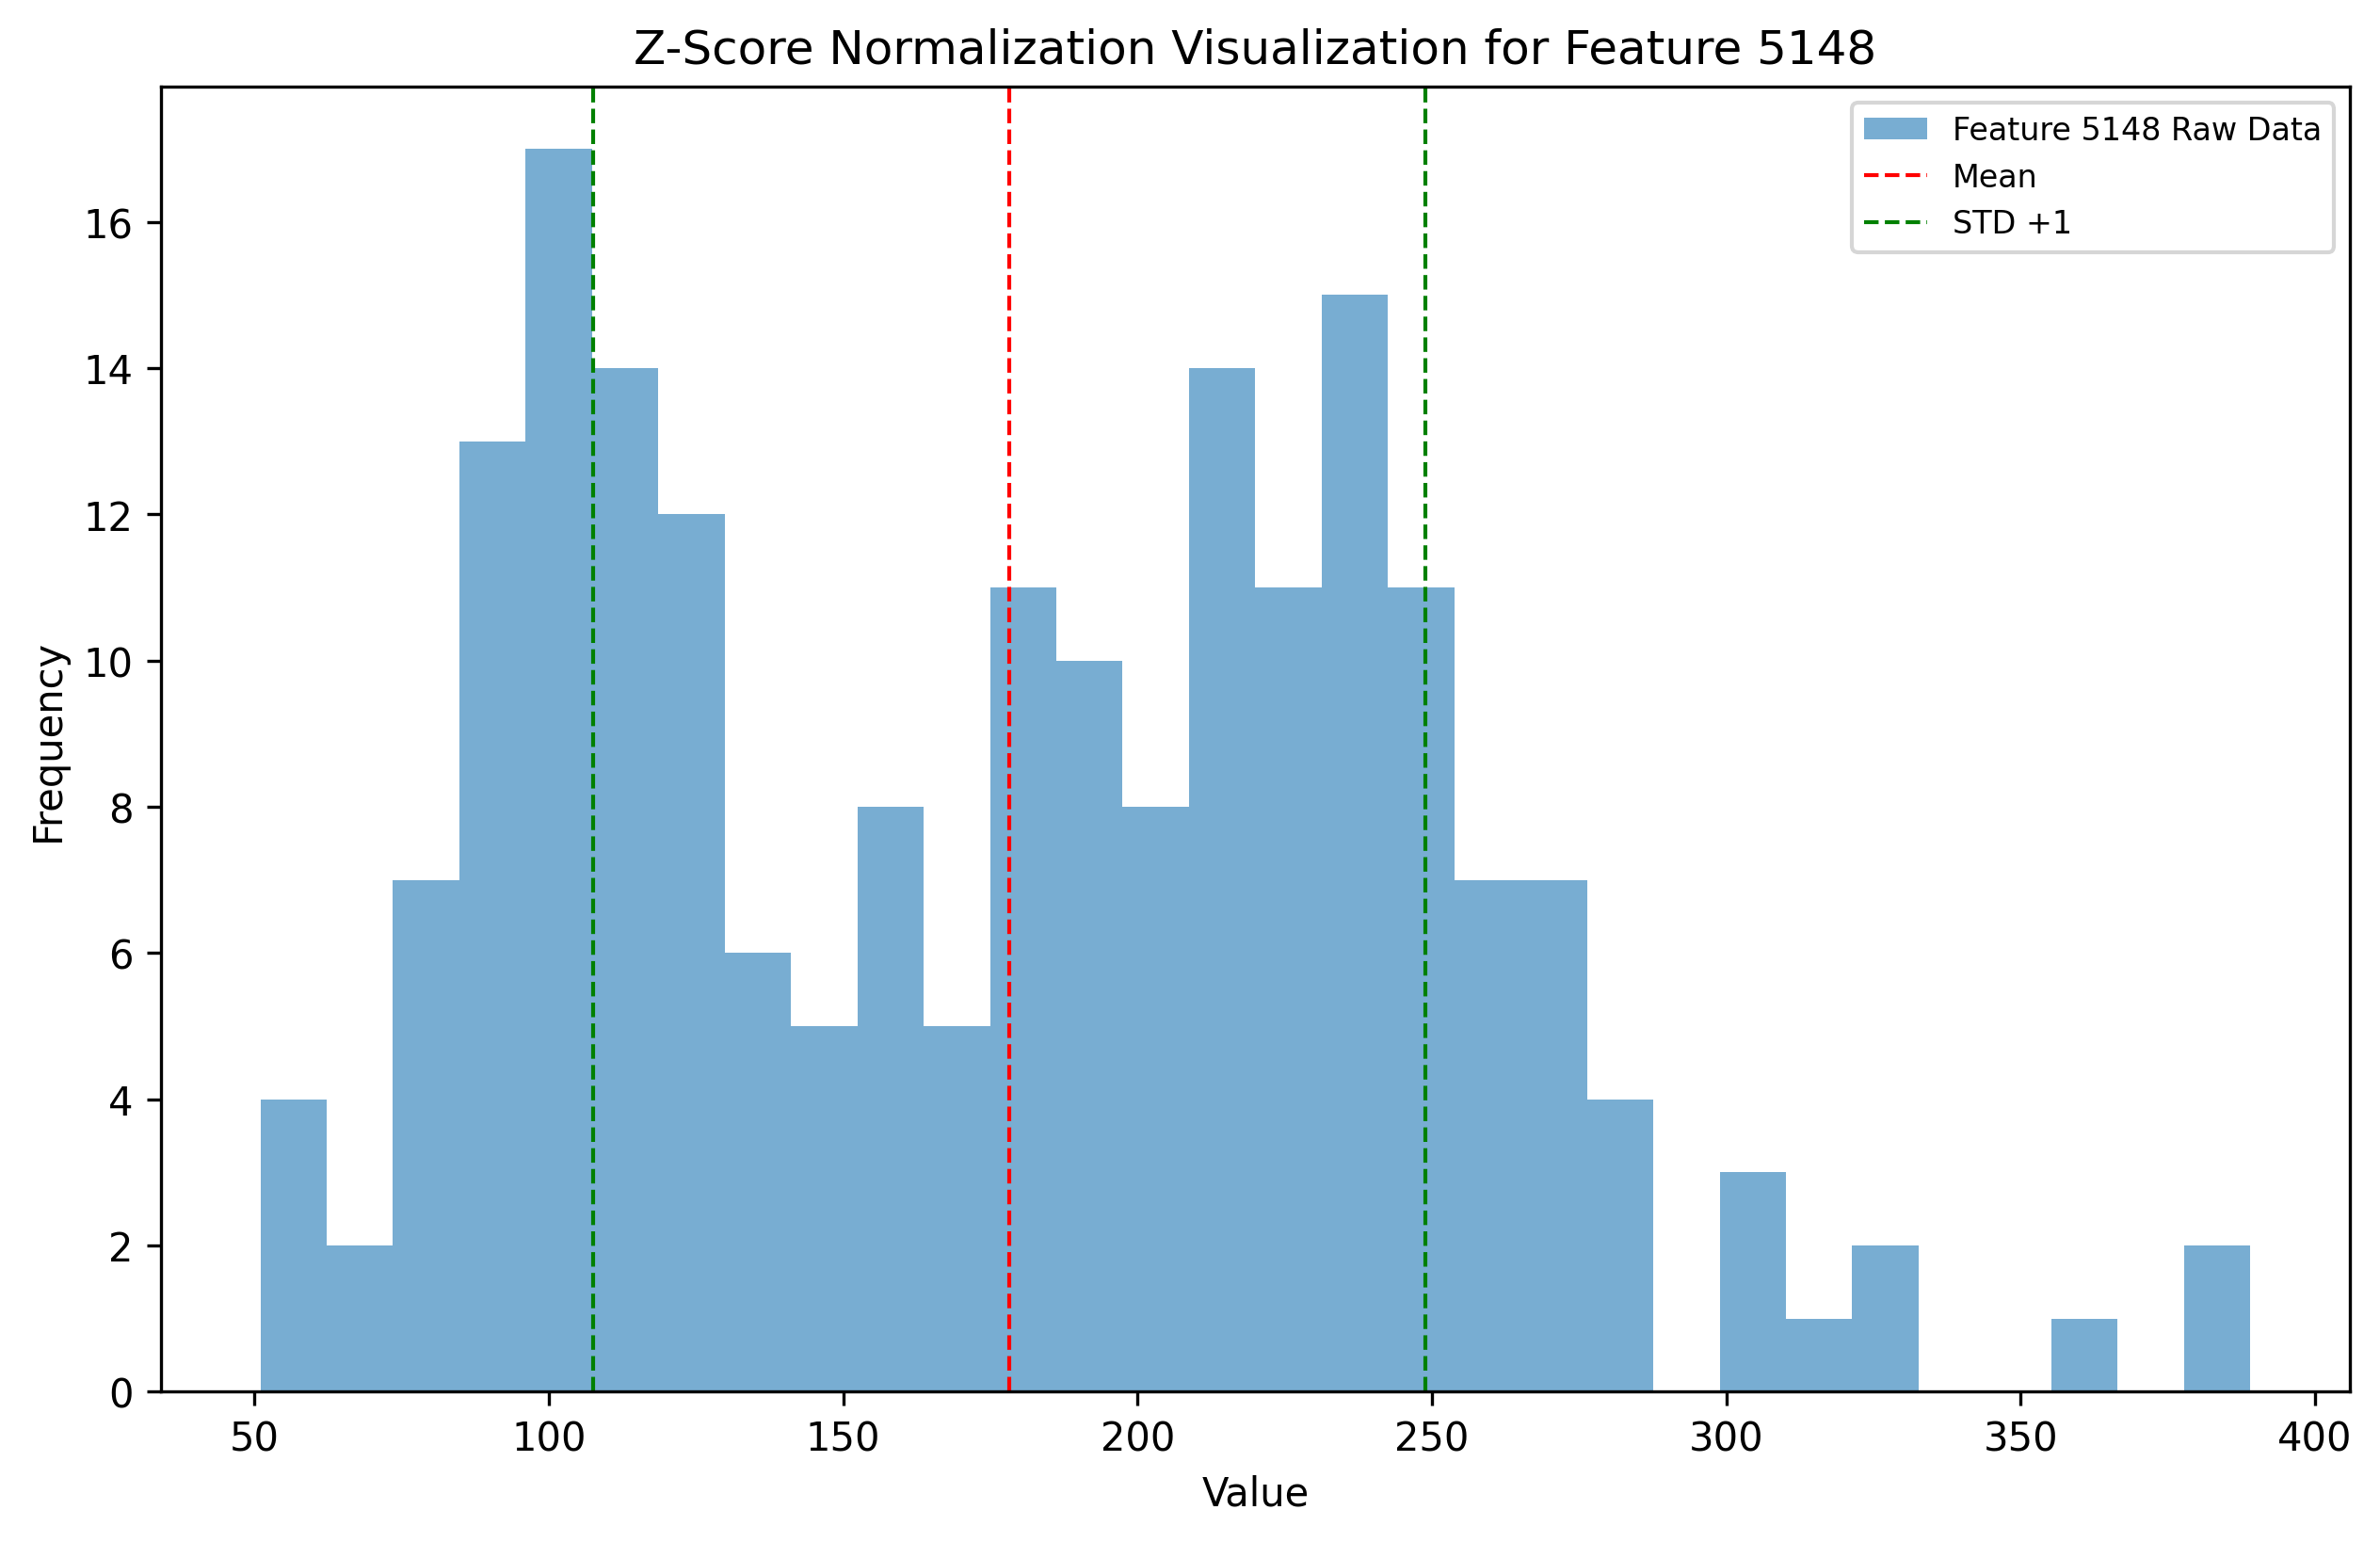 Z-Score Normalization Visualization for Feature 5148
Feature 5148 Raw Data
Mean
STD +1
16
14
12
10
8
6
4
2
0
Frequency
50 100 150 200 250 300 350 400
Value